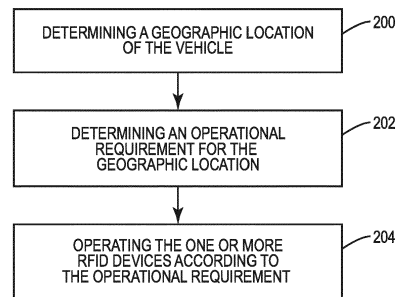 DETERMINING A GEOGRAPHIC LOCATION
OF THE VEHICLE
200
DETERMINING AN OPERATIONAL
REQUIREMENT FOR THE
GEOGRAPHIC LOCATION
202
OPERATING THE ONE OR MORE
RFID DEVICES ACCORDING TO
THE OPERATIONAL REQUIREMENT
204